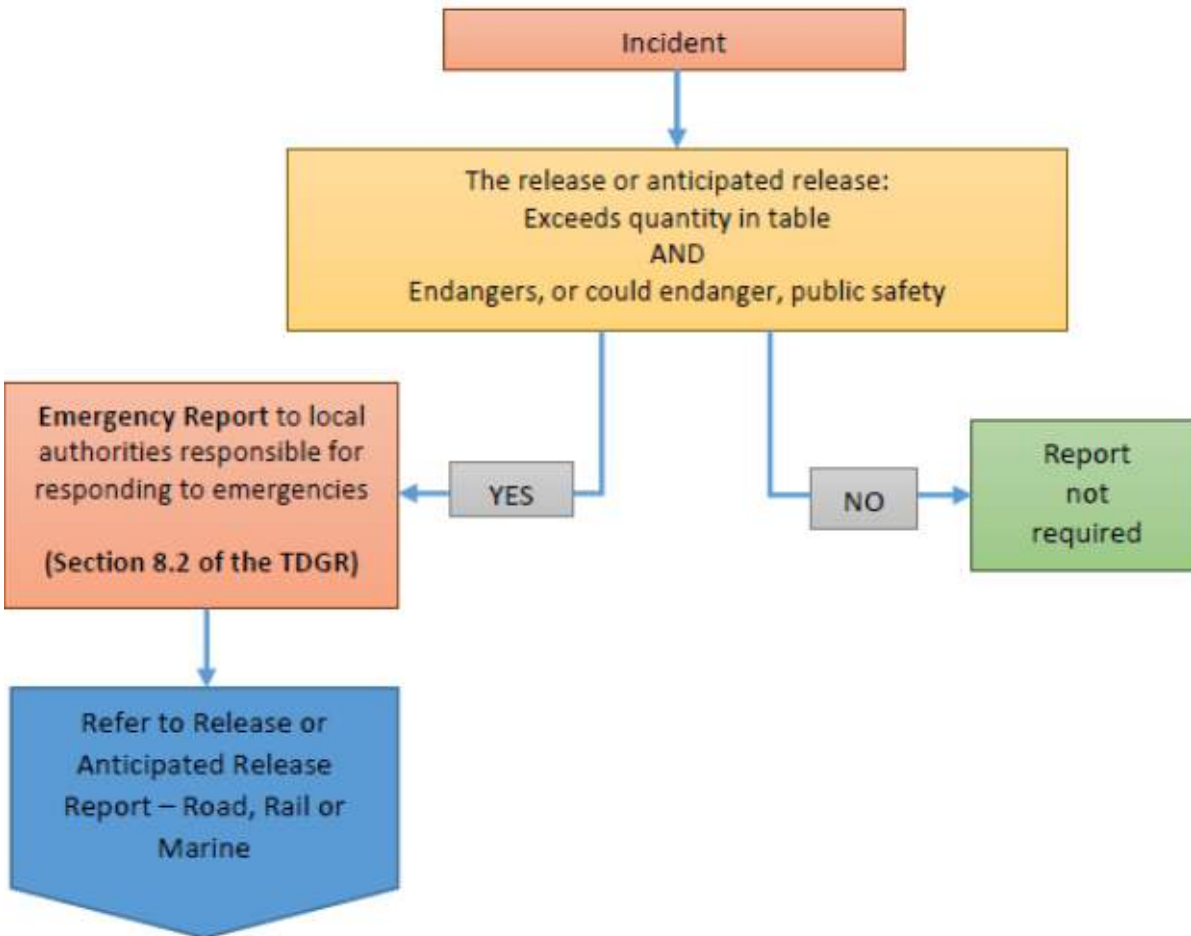 Incident
The release or anticipated release:
Exceeds quantity in table
AND
Endangers, or could endanger, public safety
Emergency Report to local
authorities responsible for
responding to emergencies
(Section 8.2 of the TDGR)
YES
NO
Report
not
required
Refer to Release or
Anticipated Release
Report – Road, Rail or
Marine